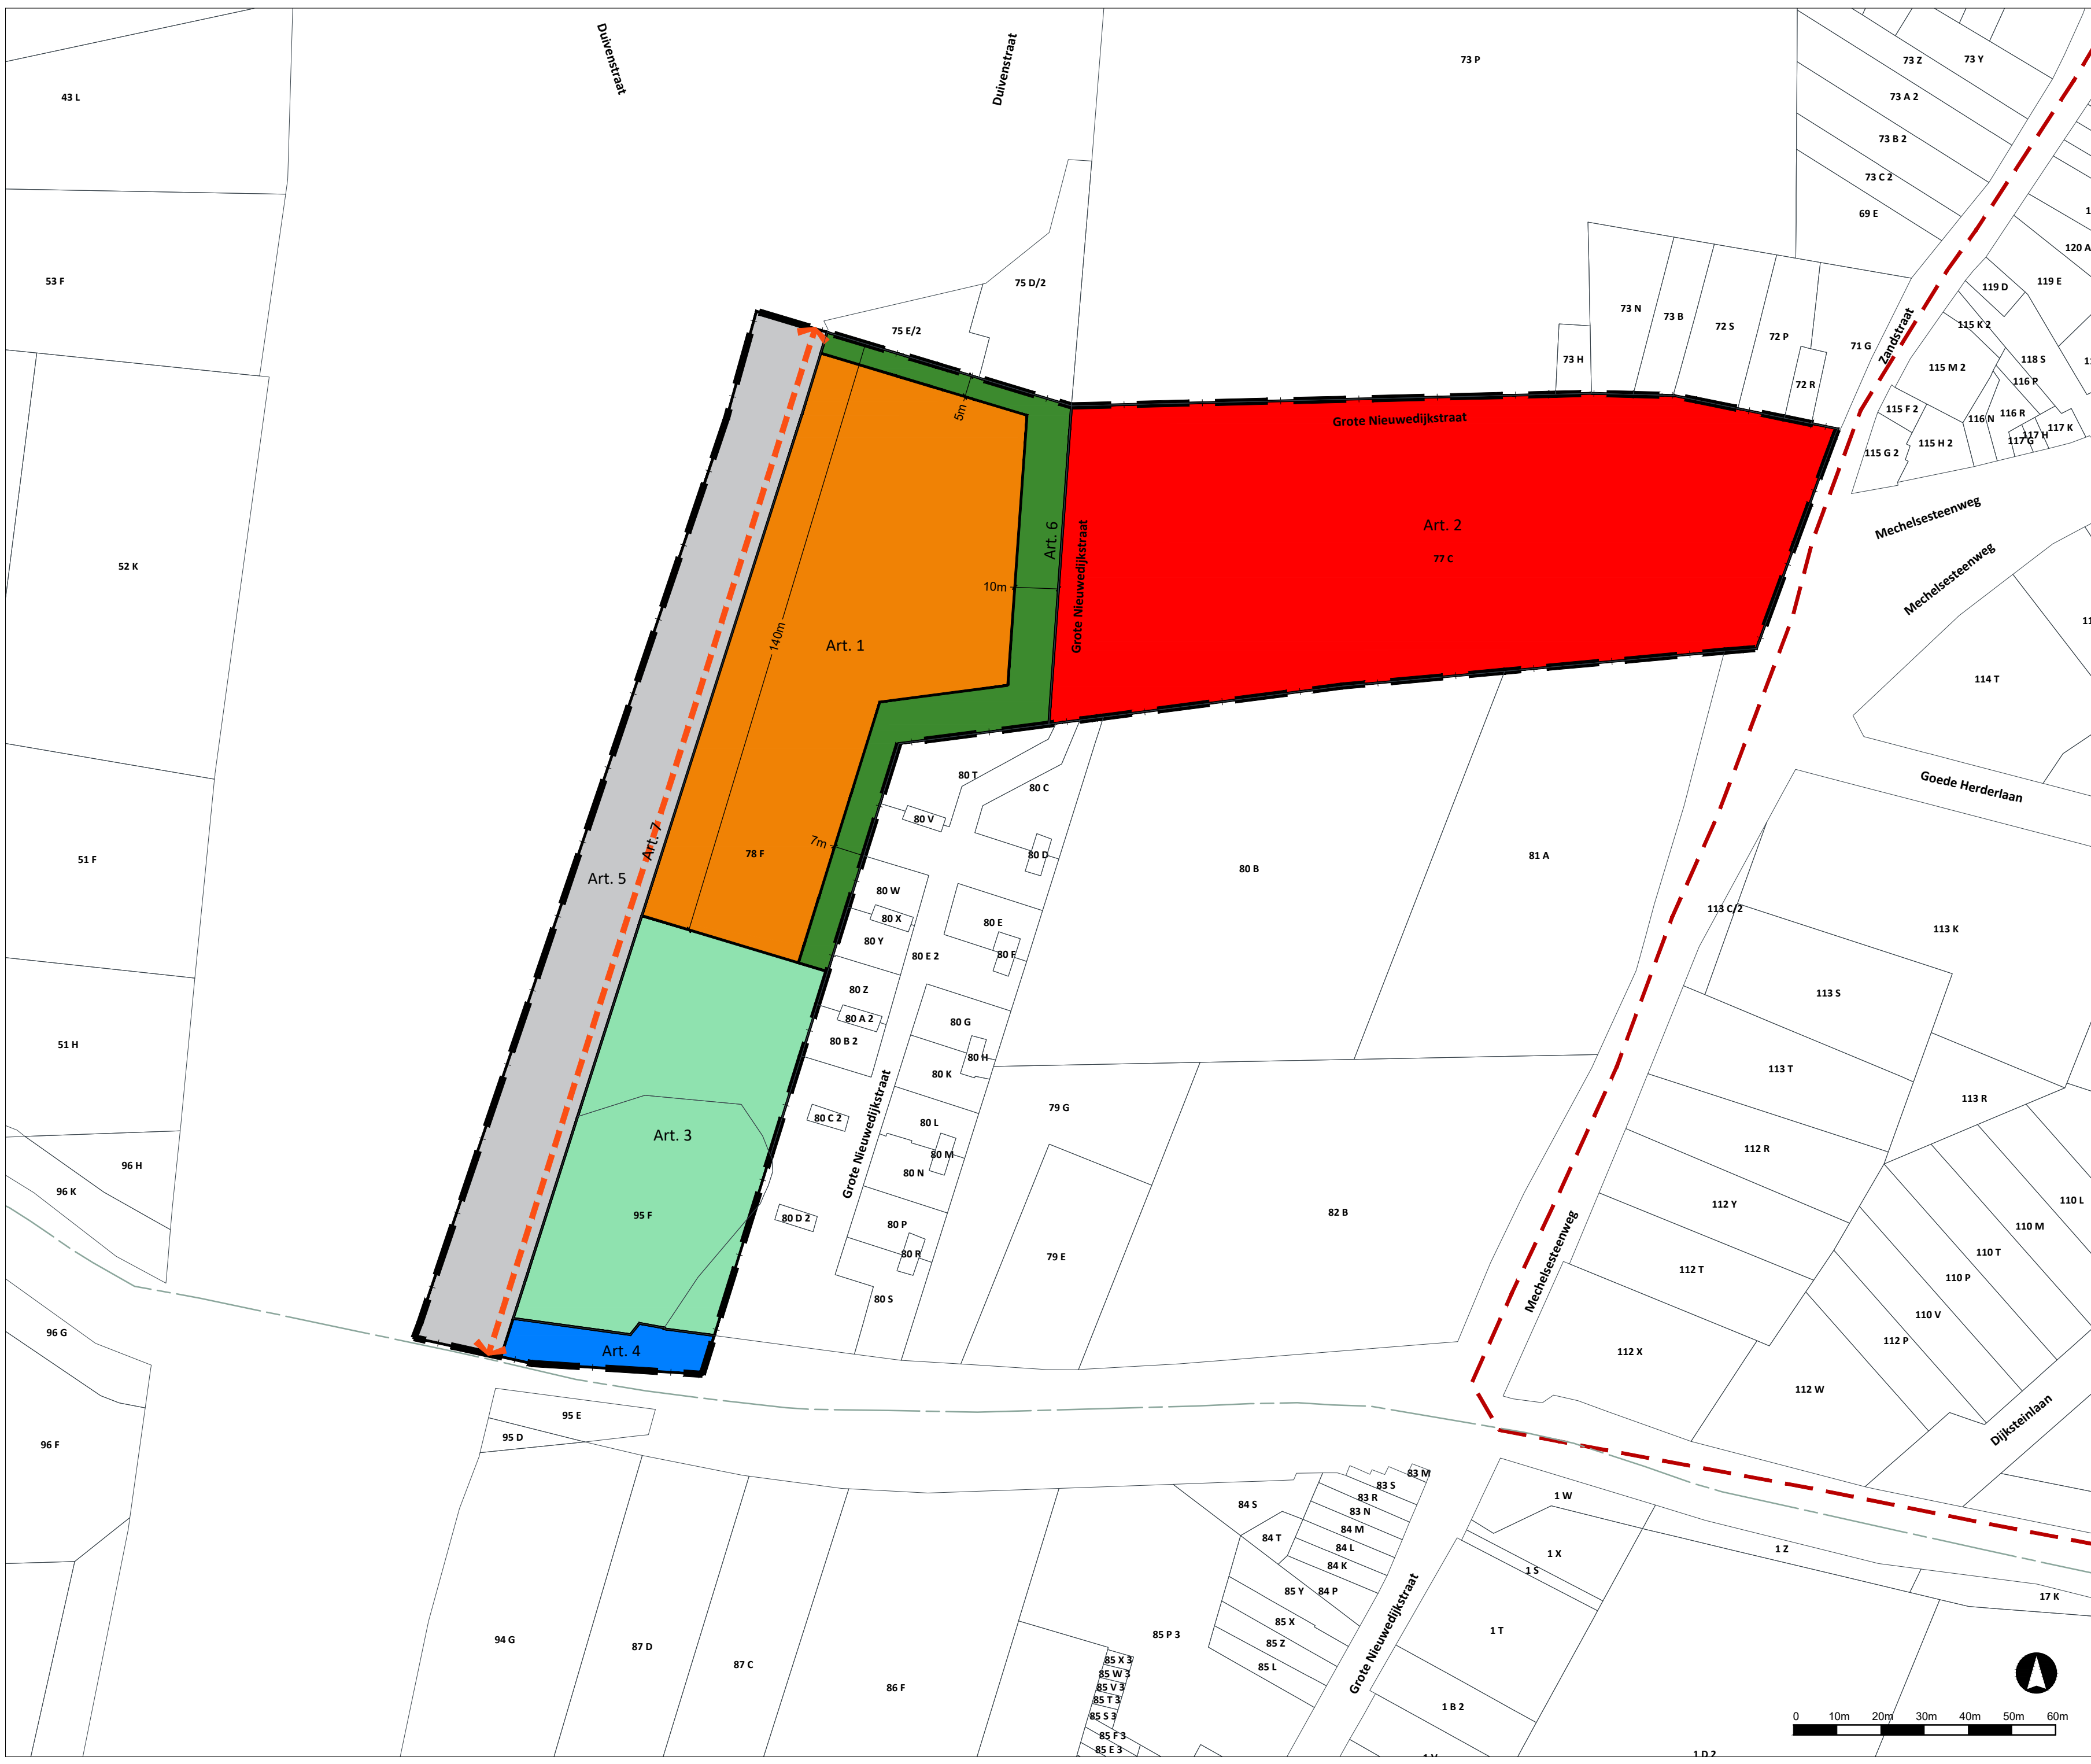 Duivenstraat
Duivenstraat
73 P
73 Z
73 Y
43 L
73 A 2
73 B 2
73 C 2
69 E
120 A
53 F
75 D/2
119 E
119 D
75 E/2
73 N
73 B
72 S
72 P
71 G
Zandstraat
115 K 2
118 S
73 H
72 R
115 M 2
116 P
5m
Grote Nieuwedijkstraat
115 F 2
116 N
116 R
117 G
117 H
117 K
115 G 2
115 H 2
Mechelsesteenweg
Art. 2
Art. 6
Grote Nieuwedijkstraat
77 C
52 K
10m
Mechelsesteenweg
140m
Art. 1
114 T
80 T
80 C
Goede Herderlaan
80 V
Art. 7
7m
78 F
80 D
51 F
Art. 5
80 B
81 A
80 W
80 X
80 E
113 C/2
113 K
80 Y
80 E 2
80 F
80 Z
113 S
80 A 2
80 G
51 H
80 B 2
80 H
80 K
113 T
Grote Nieuwedijkstraat
79 G
113 R
80 C 2
80 L
Art. 3
112 R
96 H
80 M
96 K
80 N
95 F
80 D 2
82 B
112 Y
110 L
80 P
110 M
80 R
79 E
110 T
Mechelsesteenweg
112 T
110 P
80 S
110 V
96 G
Art. 4
112 P
112 X
112 W
95 E
Dijksteinlaan
95 D
96 F
83 M
83 S
83 R
84 S
1 W
83 N
84 M
84 T
84 L
1 Z
84 K
1 X
1 S
85 Y
84 P
17 K
85 X
Grote Nieuwedijkstraat
1 T
94 G
87 D
85 P 3
85 Z
87 C
85 X 3
85 L
85 W 3
86 F
85 V 3
85 T 3
1 B 2
85 S 3
0 10m 20m 30m 40m 50m 60m
85 F 3
85 E 3
1 D 2